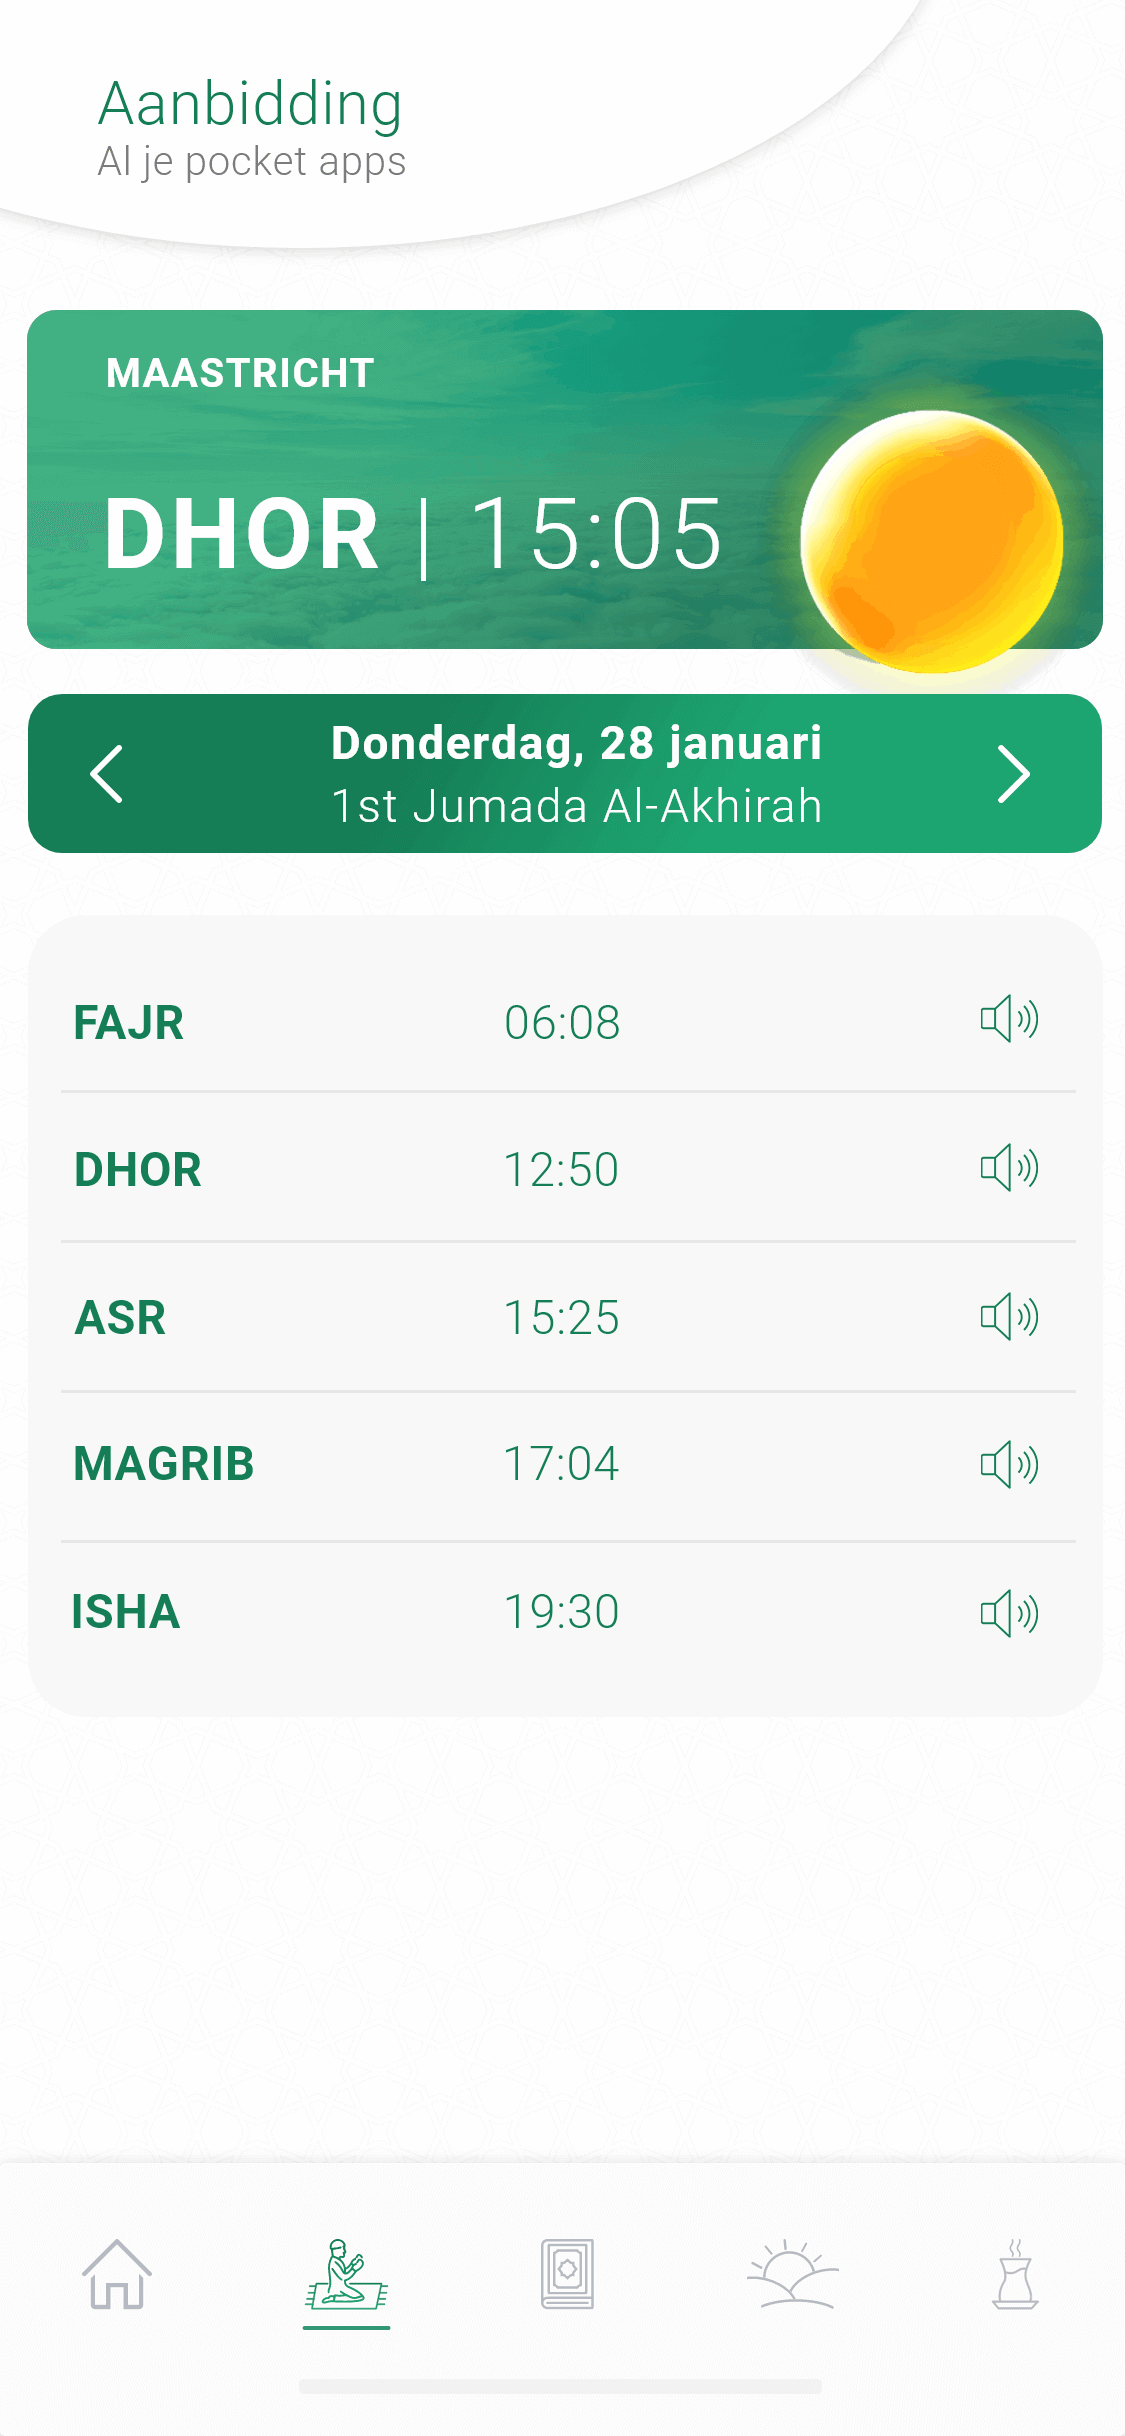 Aanbidding
Al je pocket apps
MAASTRICHT
DHOR | 15:05
Donderdag, 28 januari
1st Jumada Al-Akhirah
FAJR 06:08
DHOR 12:50
ASR 15:25
MAGRIB 17:04
ISHA 19:30